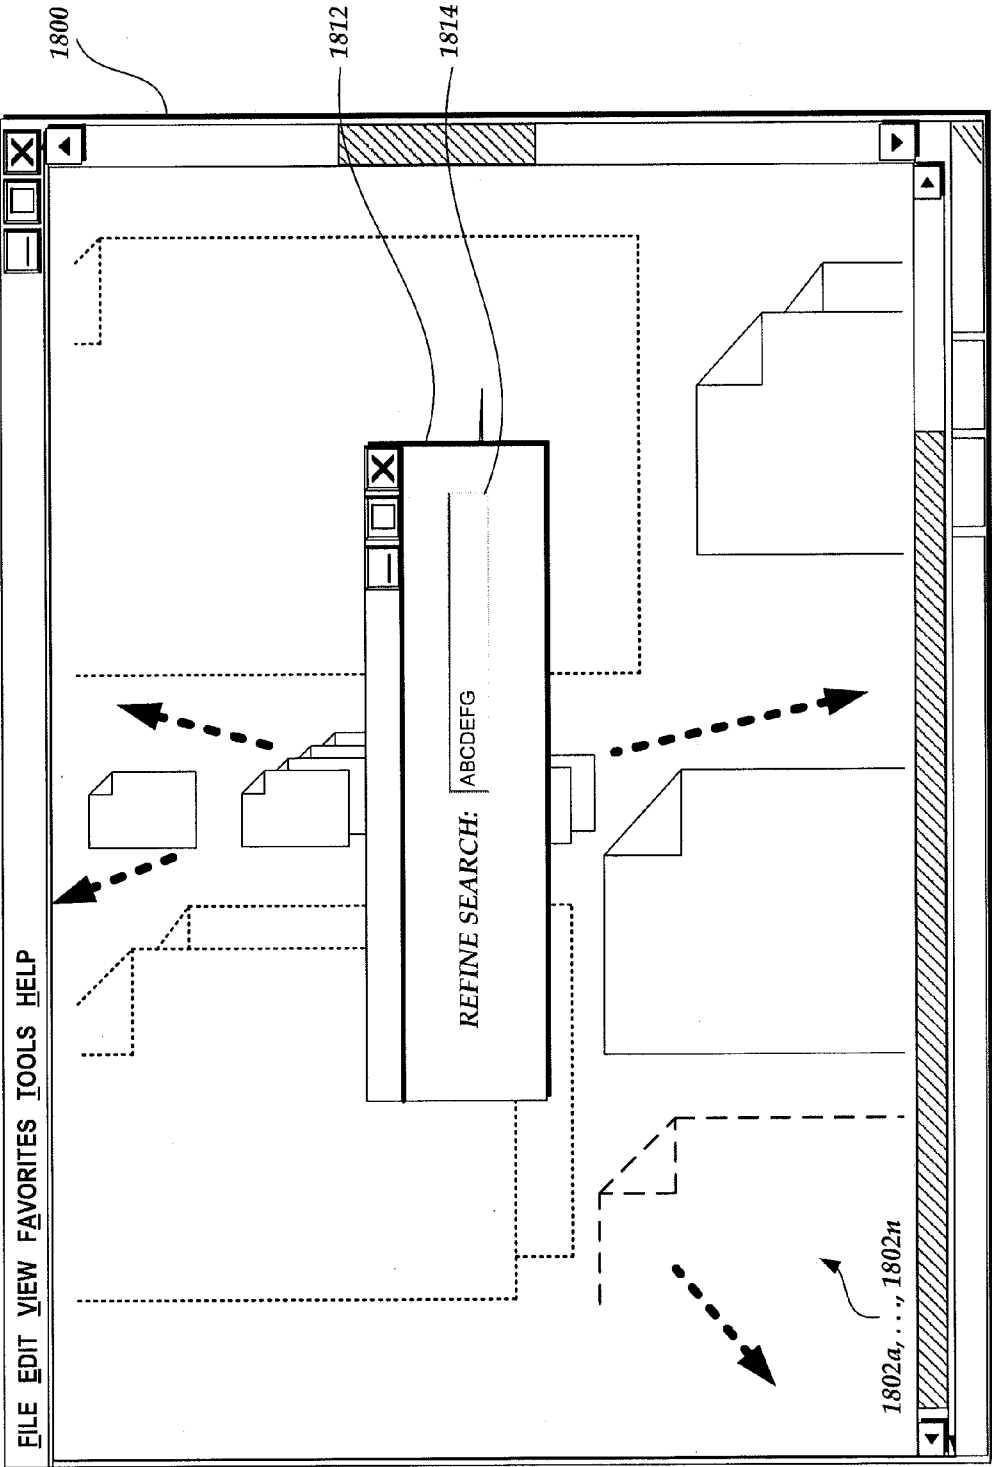 1800
FILE EDIT VIEW FAVORITES TOOLS HELP
1812
1814
REFINE SEARCH: ABCDEFG
1802a, . . ., 1802n